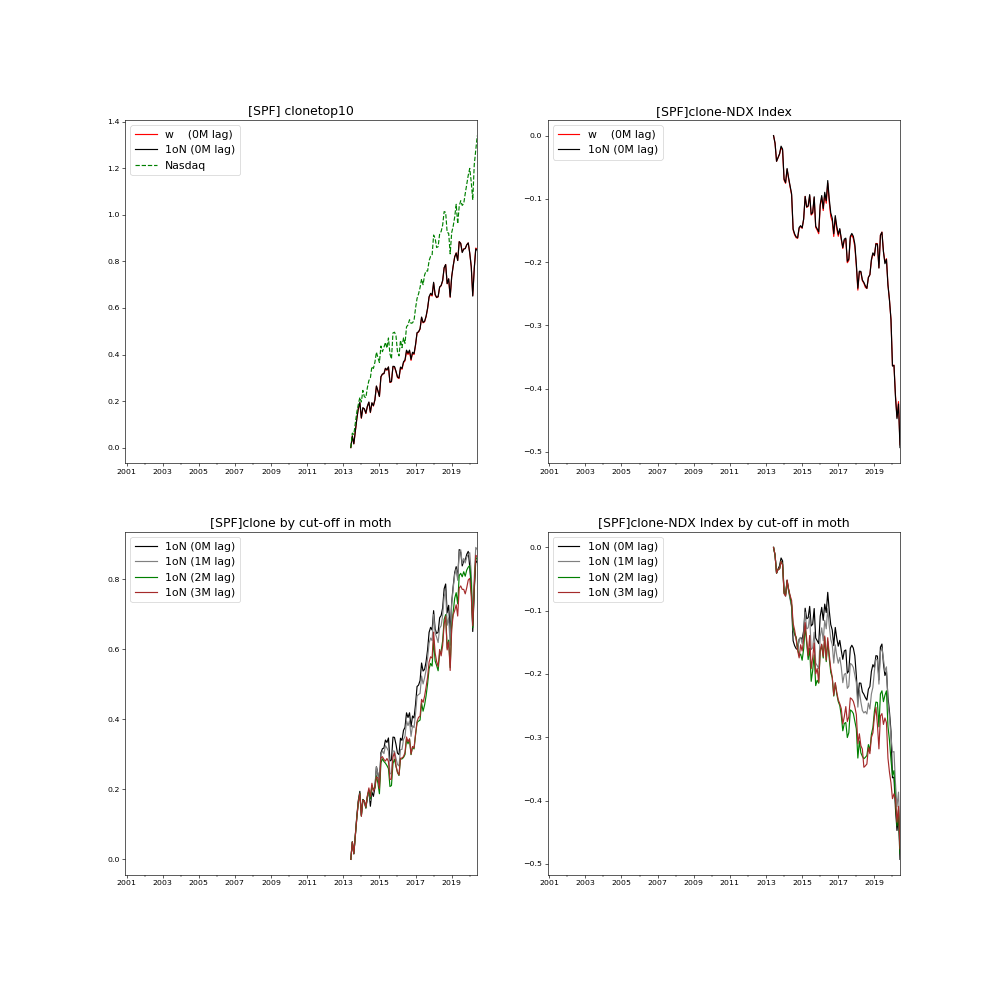 [SPF] clonetop10
w (0M lag)
1oN (0M lag)
Nasdaq
1.4
1.2
1.0
0.8
0.6
0.4
0.2
0.0
2001 2003 2005 2007 2009 2011 2013 2015 2017 2019
[SPF]clone-NDX Index
w (0M lag)
1oN (0M lag)
0.0
−0.1
−0.2
−0.3
−0.4
−0.5
2001 2003 2005 2007 2009 2011 2013 2015 2017 2019
[SPF]clone by cut-off in moth
1oN (0M lag)
1oN (1M lag)
1oN (2M lag)
1oN (3M lag)
0.8
0.6
0.4
0.2
0.0
2001 2003 2005 2007 2009 2011 2013 2015 2017 2019
[SPF]clone-NDX Index by cut-off in moth
1oN (0M lag)
1oN (1M lag)
1oN (2M lag)
1oN (3M lag)
0.0
−0.1
−0.2
−0.3
−0.4
−0.5
2001 2003 2005 2007 2009 2011 2013 2015 2017 2019